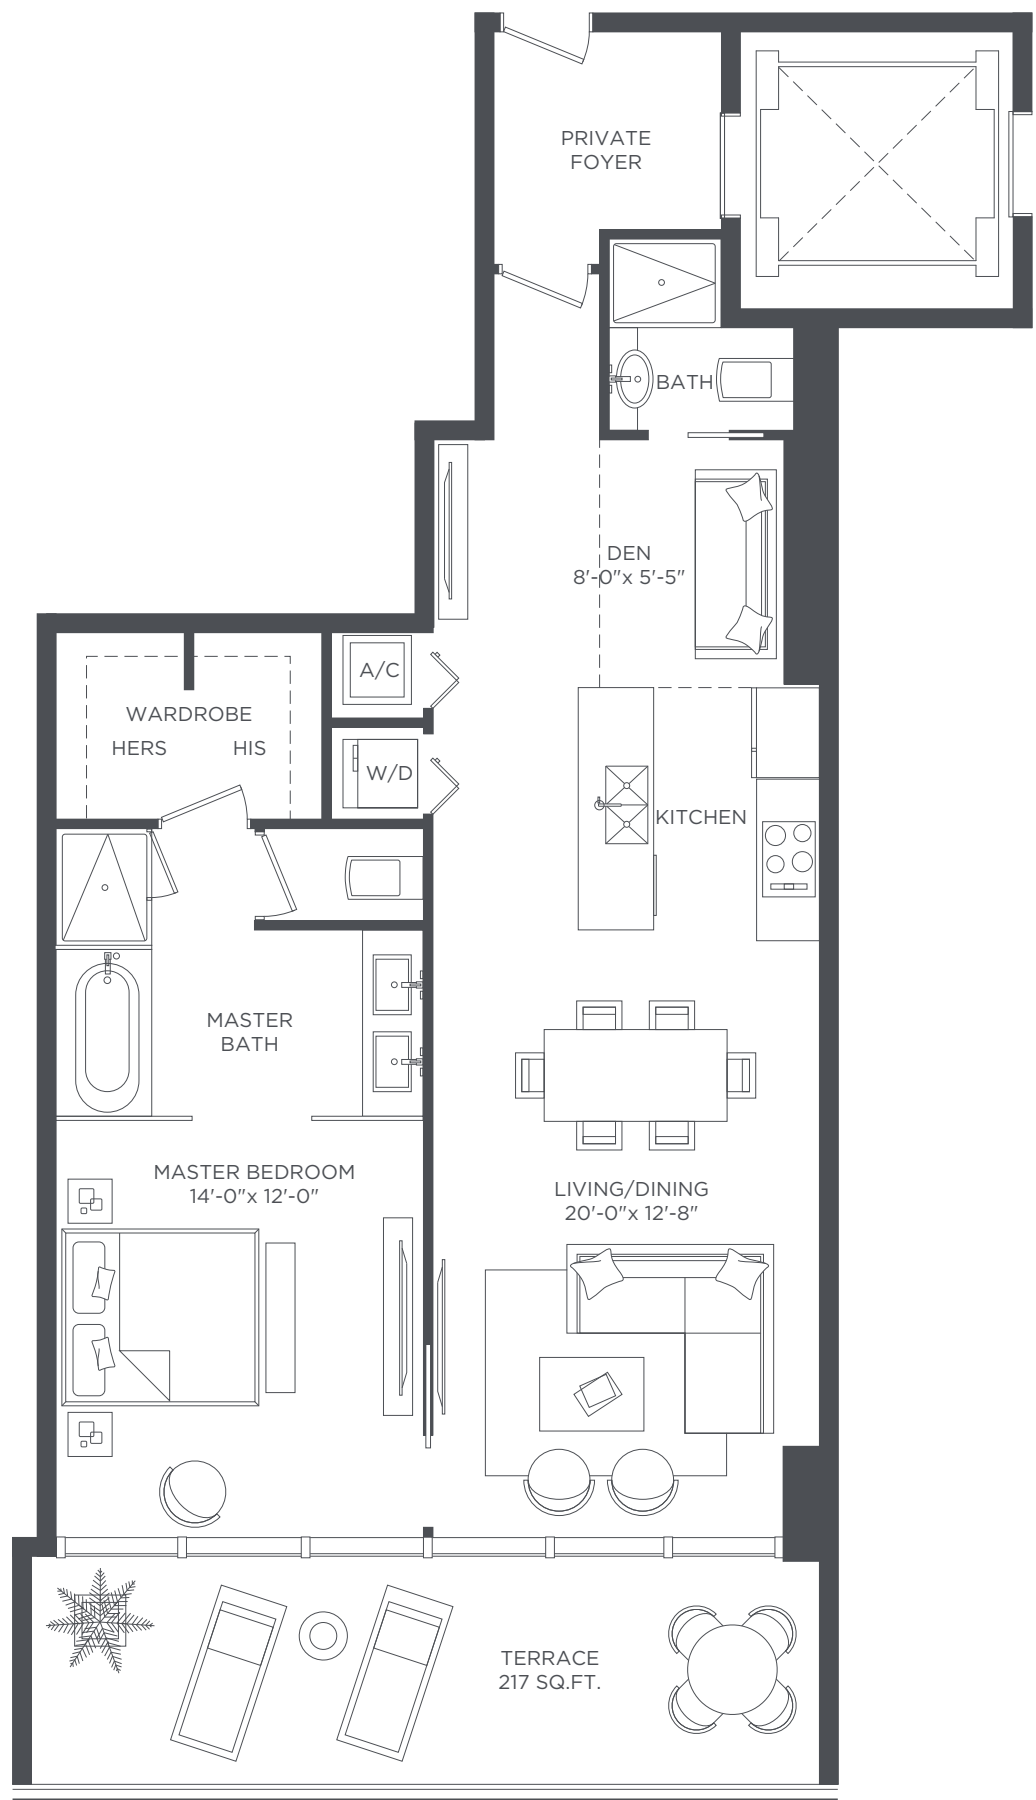 PRIVATE
FOYER
BATH
DEN
8'-0"x 5'-5"
A/C
WARDROBE
HERS HIS
W/D
KITCHEN
MASTER
BATH
MASTER BEDROOM
14'-0"x 12'-0"
LIVING/DINING
20'-0"x 12'-8"
TERRACE
217 SQ.FT.